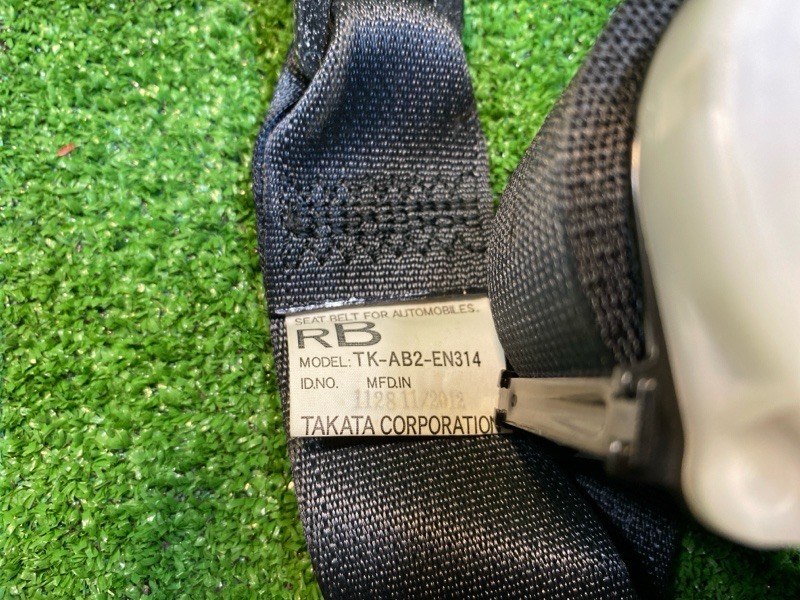 SEAT BELT FOR AUTOMOBILES.
RB
MODEL: TK-AB2-EN314
ID.NO. MFD.IN
1128 11/2012
TAKATA CORPORATION